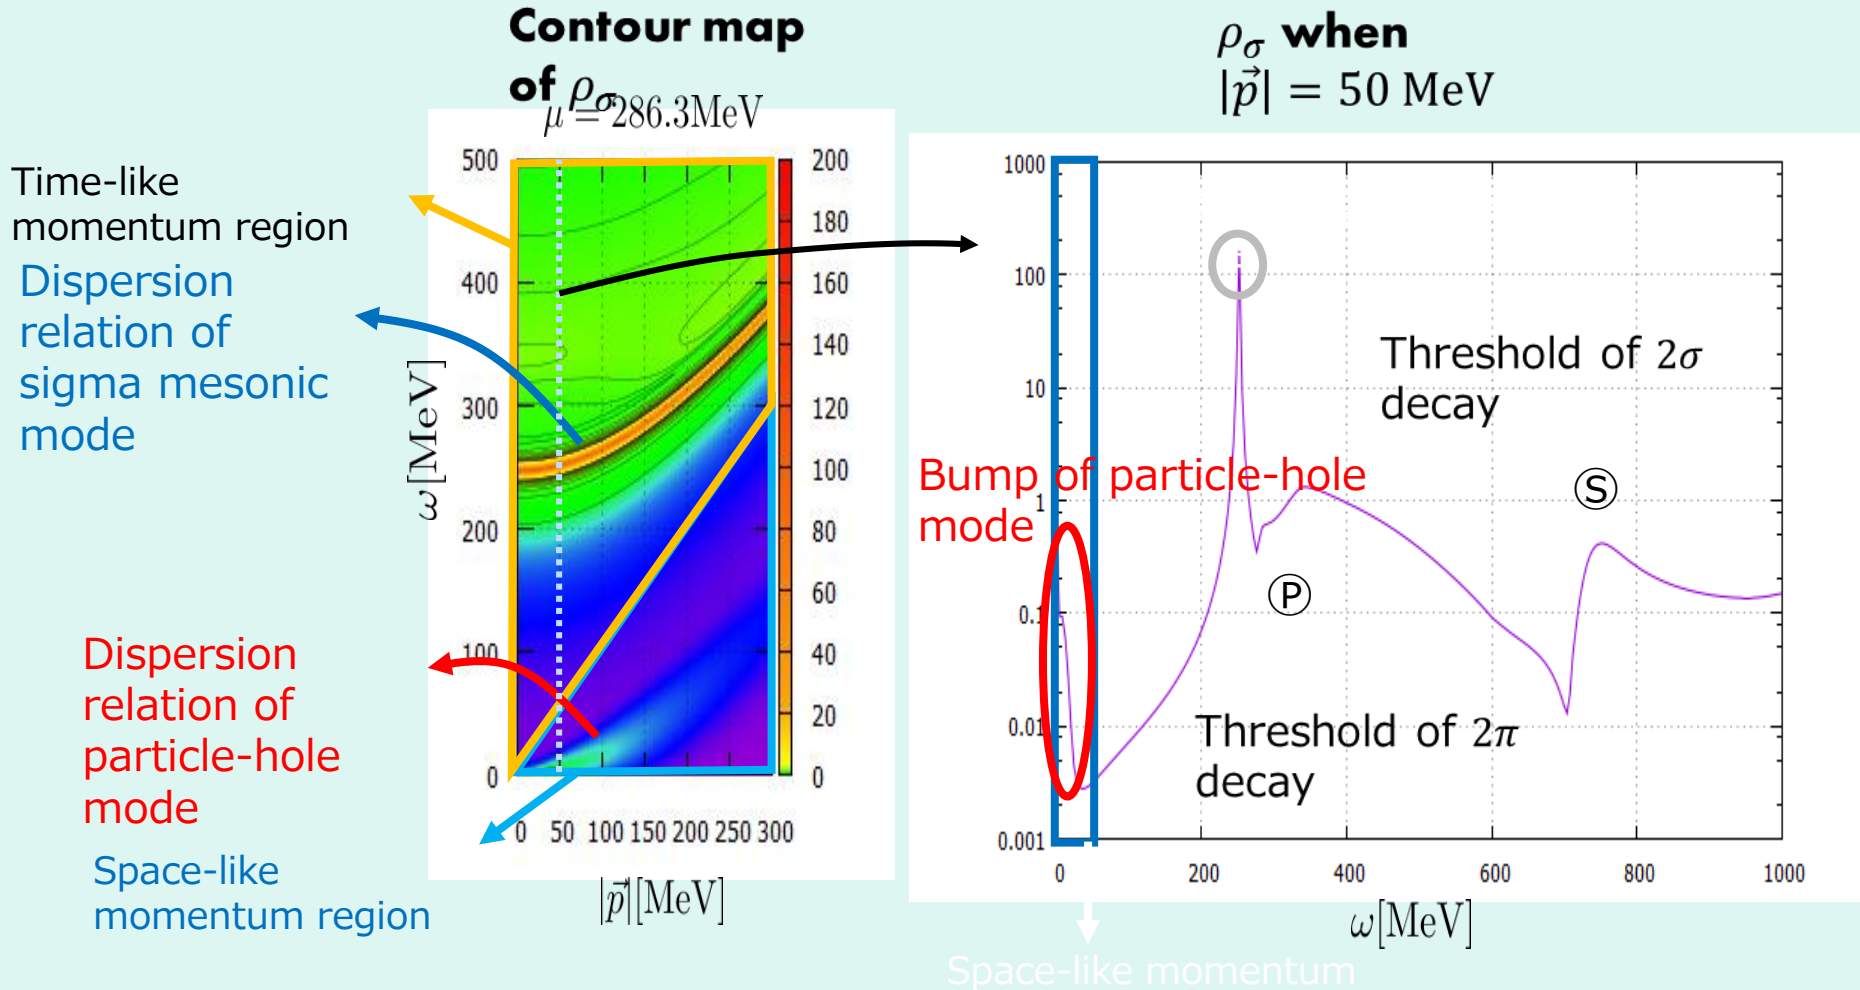 Contour map
of ρσ
μ = 286.3MeV
ρσ when
|p⃗| = 50 MeV
Time-like
momentum region
Dispersion
relation of
sigma mesonic
mode
Dispersion
relation of
particle-hole
mode
Space-like
momentum region
500
400
300
200
100
0
ω[MeV]
0 50 100 150 200 250 300
|p⃗|[MeV]
200
180
160
140
120
100
80
60
40
20
0
1000
100
10
1
0.1
0.01
0.001
Threshold of 2σ
decay
Bump of particle-hole
mode
Ⓢ
Ⓟ
Threshold of 2π
decay
0 200 400 600 800 1000
ω[MeV]
Space-like momentum